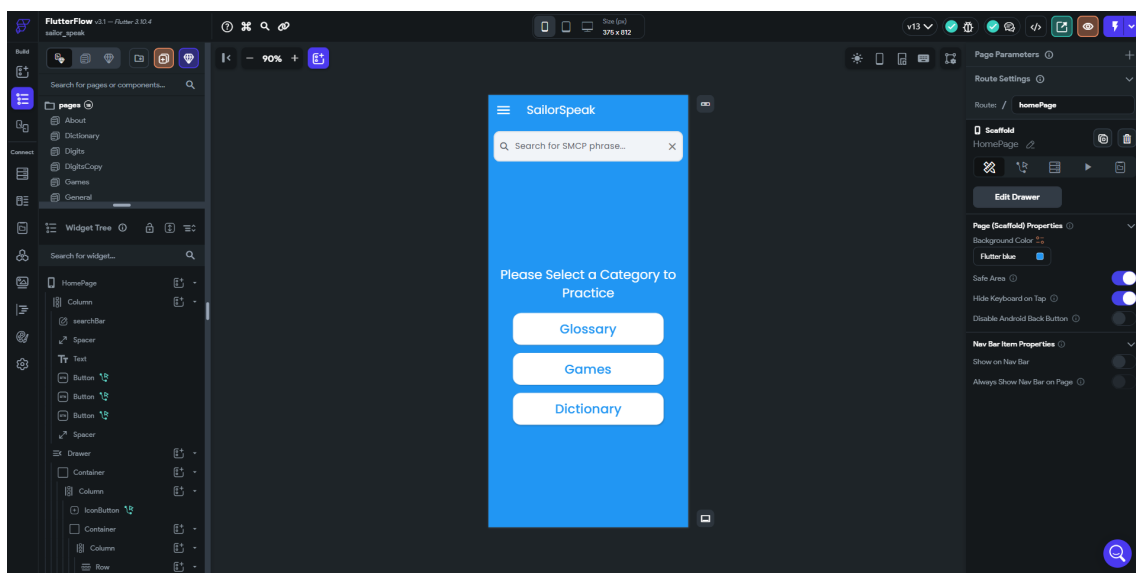 FlutterFlow v3.1 – Flutter 3.10.4
sailor_speak
Size (px)
375 x 812
v13
Build
Connect
Search for pages or components...
pages
About
Dictionary
Digits
DigitsCopy
Games
General
Widget Tree
Search for widget...
HomePage
Column
searchBar
Spacer
Tт Text
Button
Button
Button
Spacer
Drawer
Container
Column
IconButton
Container
Column
Row
90%
SailorSpeak
Search for SMCP phrase...
Please Select a Category to
Practice
Glossary
Games
Dictionary
Page Parameters
Route Settings
Route: / homePage
Scaffold
HomePage
Edit Drawer
Page (Scaffold) Properties
Background Color
Flutter blue
Safe Area
Hide Keyboard on Tap
Disable Android Back Button
Nav Bar Item Properties
Show on Nav Bar
Always Show Nav Bar on Page